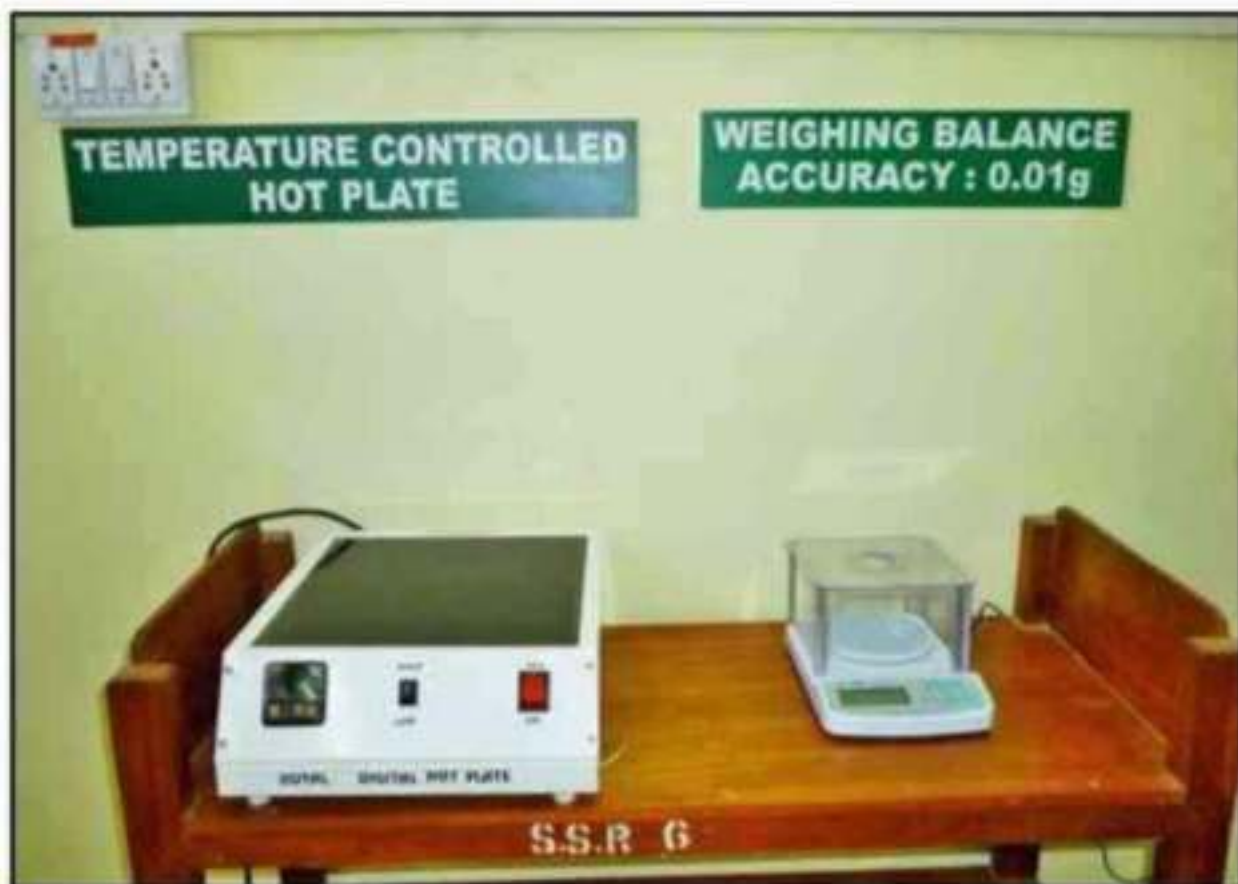 TEMPERATURE CONTROLLED
HOT PLATE
WEIGHING BALANCE
ACCURACY : 0.01g
DIGITAL HOT PLATE
S.S.R 6